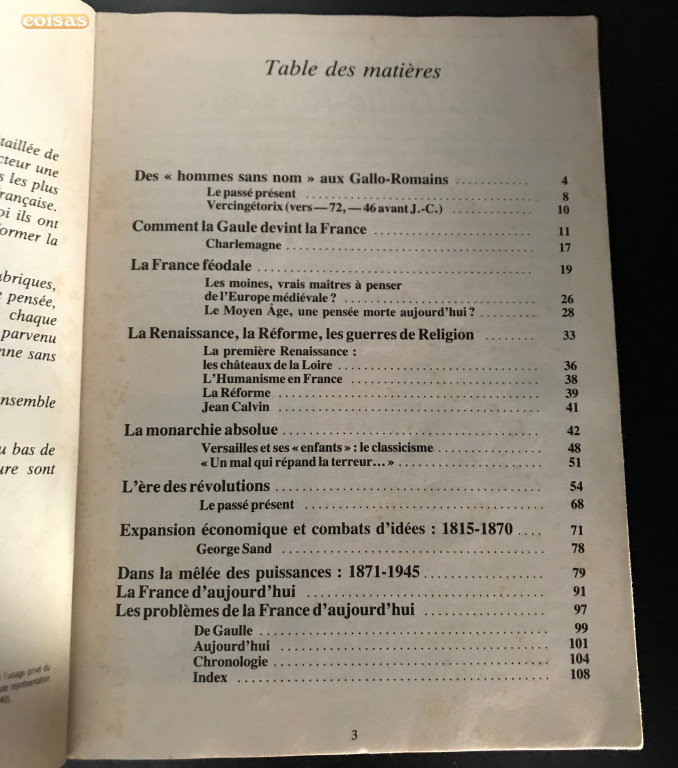 coisas
taillée de
cteur une
s les plus
rançaise.
oi ils ont
former la
ubriques,
e pensée,
chaque
parvenu
nne sans
ensemble
u bas de
ure sont
l'usage privé du
ute représentation
40).
Table des matières
Des « hommes sans nom » aux Gallo-Romains ............ 4
Le passé présent ............ 8
Vercingétorix (vers — 72, — 46 avant J.-C.) ............ 10
Comment la Gaule devint la France ............ 11
Charlemagne ............ 17
La France féodale ............ 19
Les moines, vrais maîtres à penser
de l'Europe médiévale ? ............ 26
Le Moyen Âge, une pensée morte aujourd'hui ? ............ 28
La Renaissance, la Réforme, les guerres de Religion ........ 33
La première Renaissance :
les châteaux de la Loire ............ 36
L'Humanisme en France ............ 38
La Réforme ............ 39
Jean Calvin ............ 41
La monarchie absolue ............ 42
Versailles et ses « enfants » : le classicisme ............ 48
« Un mal qui répand la terreur... » ............ 51
L'ère des révolutions ............ 54
Le passé présent ............ 68
Expansion économique et combats d'idées : 1815-1870 .... 71
George Sand ............ 78
Dans la mêlée des puissances : 1871-1945 ............ 79
La France d'aujourd'hui ............ 91
Les problèmes de la France d'aujourd'hui ............ 97
De Gaulle ............ 99
Aujourd'hui ............ 101
Chronologie ............ 104
Index ............ 108
3